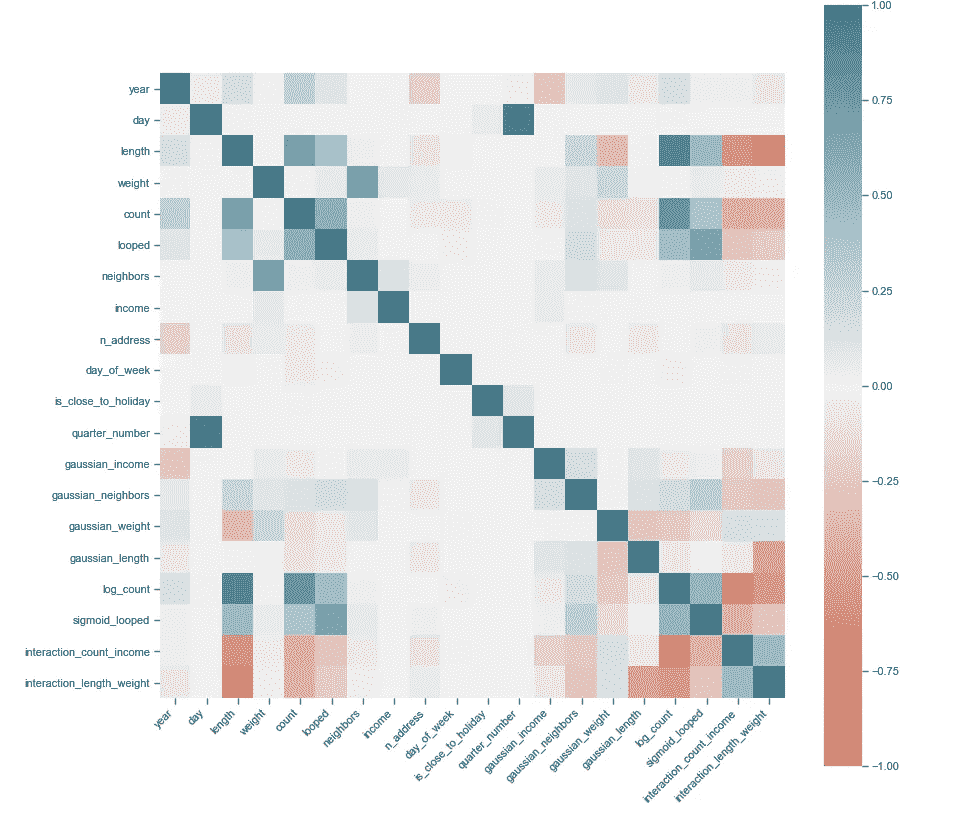 1.00
0.75
0.50
0.25
0.00
−0.25
−0.50
−0.75
−1.00
year
day
length
weight
count
looped
neighbors
income
n_address
day_of_week
is_close_to_holiday
quarter_number
gaussian_income
gaussian_neighbors
gaussian_weight
gaussian_length
log_count
sigmoid_looped
interaction_count_income
interaction_length_weight
year
day
length
weight
count
looped
neighbors
income
n_address
day_of_week
is_close_to_holiday
quarter_number
gaussian_income
gaussian_neighbors
gaussian_weight
gaussian_length
log_count
sigmoid_looped
interaction_count_income
interaction_length_weight